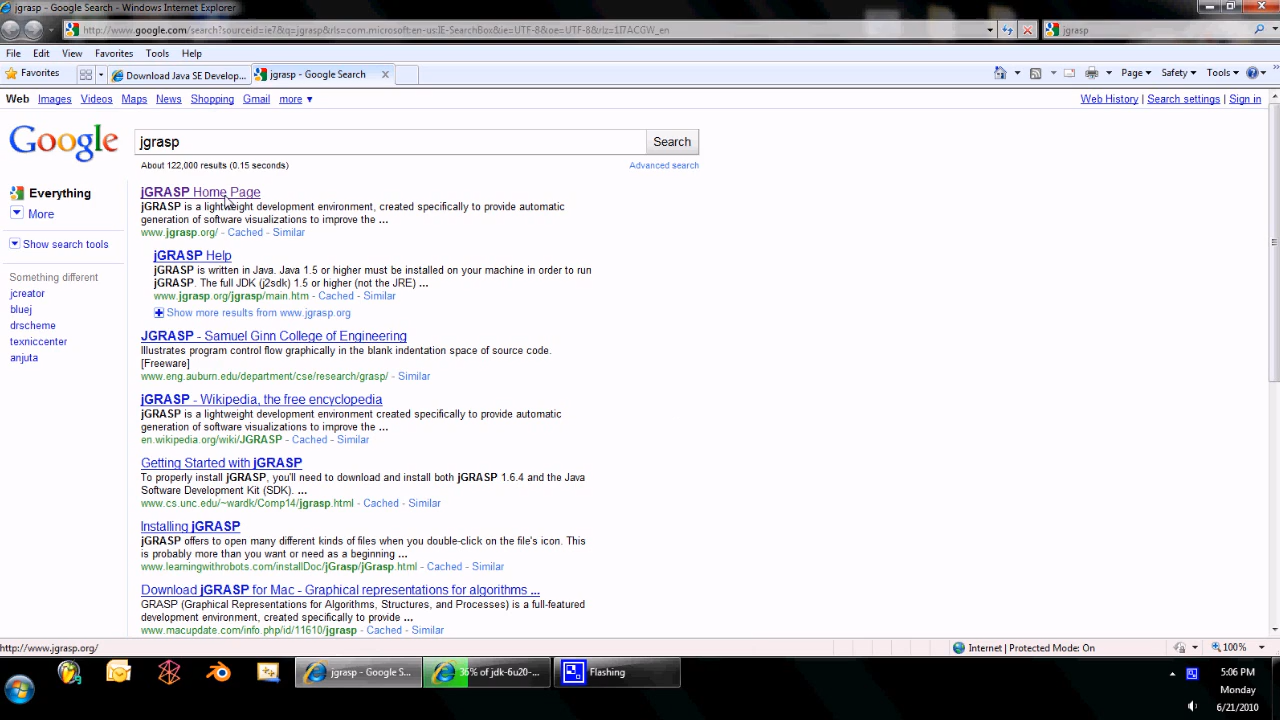 jgrasp - Google Search - Windows Internet Explorer
http://www.google.com/search?sourceid=ie7&q=jgrasp&rls=com.microsoft:en-us:IE-SearchBox&ie=UTF-8&oe=UTF-8&rlz=1I7ACGW_en
jgrasp
File Edit View Favorites Tools Help
Favorites
Download Java SE Develop...
jgrasp - Google Search
Page Safety Tools
Web Images Videos Maps News Shopping Gmail more ▼
Web History | Search settings | Sign in
Google
jgrasp
Search
About 122,000 results (0.15 seconds)
Advanced search
Everything
More
Show search tools
Something different
jcreator
bluej
drscheme
texniccenter
anjuta
jGRASP Home Page
jGRASP is a lightweight development environment, created specifically to provide automatic
generation of software visualizations to improve the ...
www.jgrasp.org/ - Cached - Similar
jGRASP Help
jGRASP is written in Java. Java 1.5 or higher must be installed on your machine in order to run
jGRASP. The full JDK (j2sdk) 1.5 or higher (not the JRE) ...
www.jgrasp.org/jgrasp/main.htm - Cached - Similar
Show more results from www.jgrasp.org
JGRASP - Samuel Ginn College of Engineering
Illustrates program control flow graphically in the blank indentation space of source code.
[Freeware]
www.eng.auburn.edu/department/cse/research/grasp/ - Similar
jGRASP - Wikipedia, the free encyclopedia
jGRASP is a lightweight development environment created specifically to provide automatic
generation of software visualizations to improve the ...
en.wikipedia.org/wiki/JGRASP - Cached - Similar
Getting Started with jGRASP
To properly install jGRASP, you'll need to download and install both jGRASP 1.6.4 and the Java
Software Development Kit (SDK). ...
www.cs.unc.edu/~wardk/Comp14/jgrasp.html - Cached - Similar
Installing jGRASP
jGRASP offers to open many different kinds of files when you double-click on the file's icon. This
is probably more than you want or need as a beginning ...
www.learningwithrobots.com/installDoc/jGrasp/jGrasp.html - Cached - Similar
Download jGRASP for Mac - Graphical representations for algorithms ...
GRASP (Graphical Representations for Algorithms, Structures, and Processes) is a full-featured
development environment, created specifically to provide ...
www.macupdate.com/info.php/id/11610/jgrasp - Cached - Similar
http://www.jgrasp.org/
Internet | Protected Mode: On
100%
jgrasp - Google S...
36% of jdk-6u20-...
Flashing
5:06 PM
Monday
6/21/2010